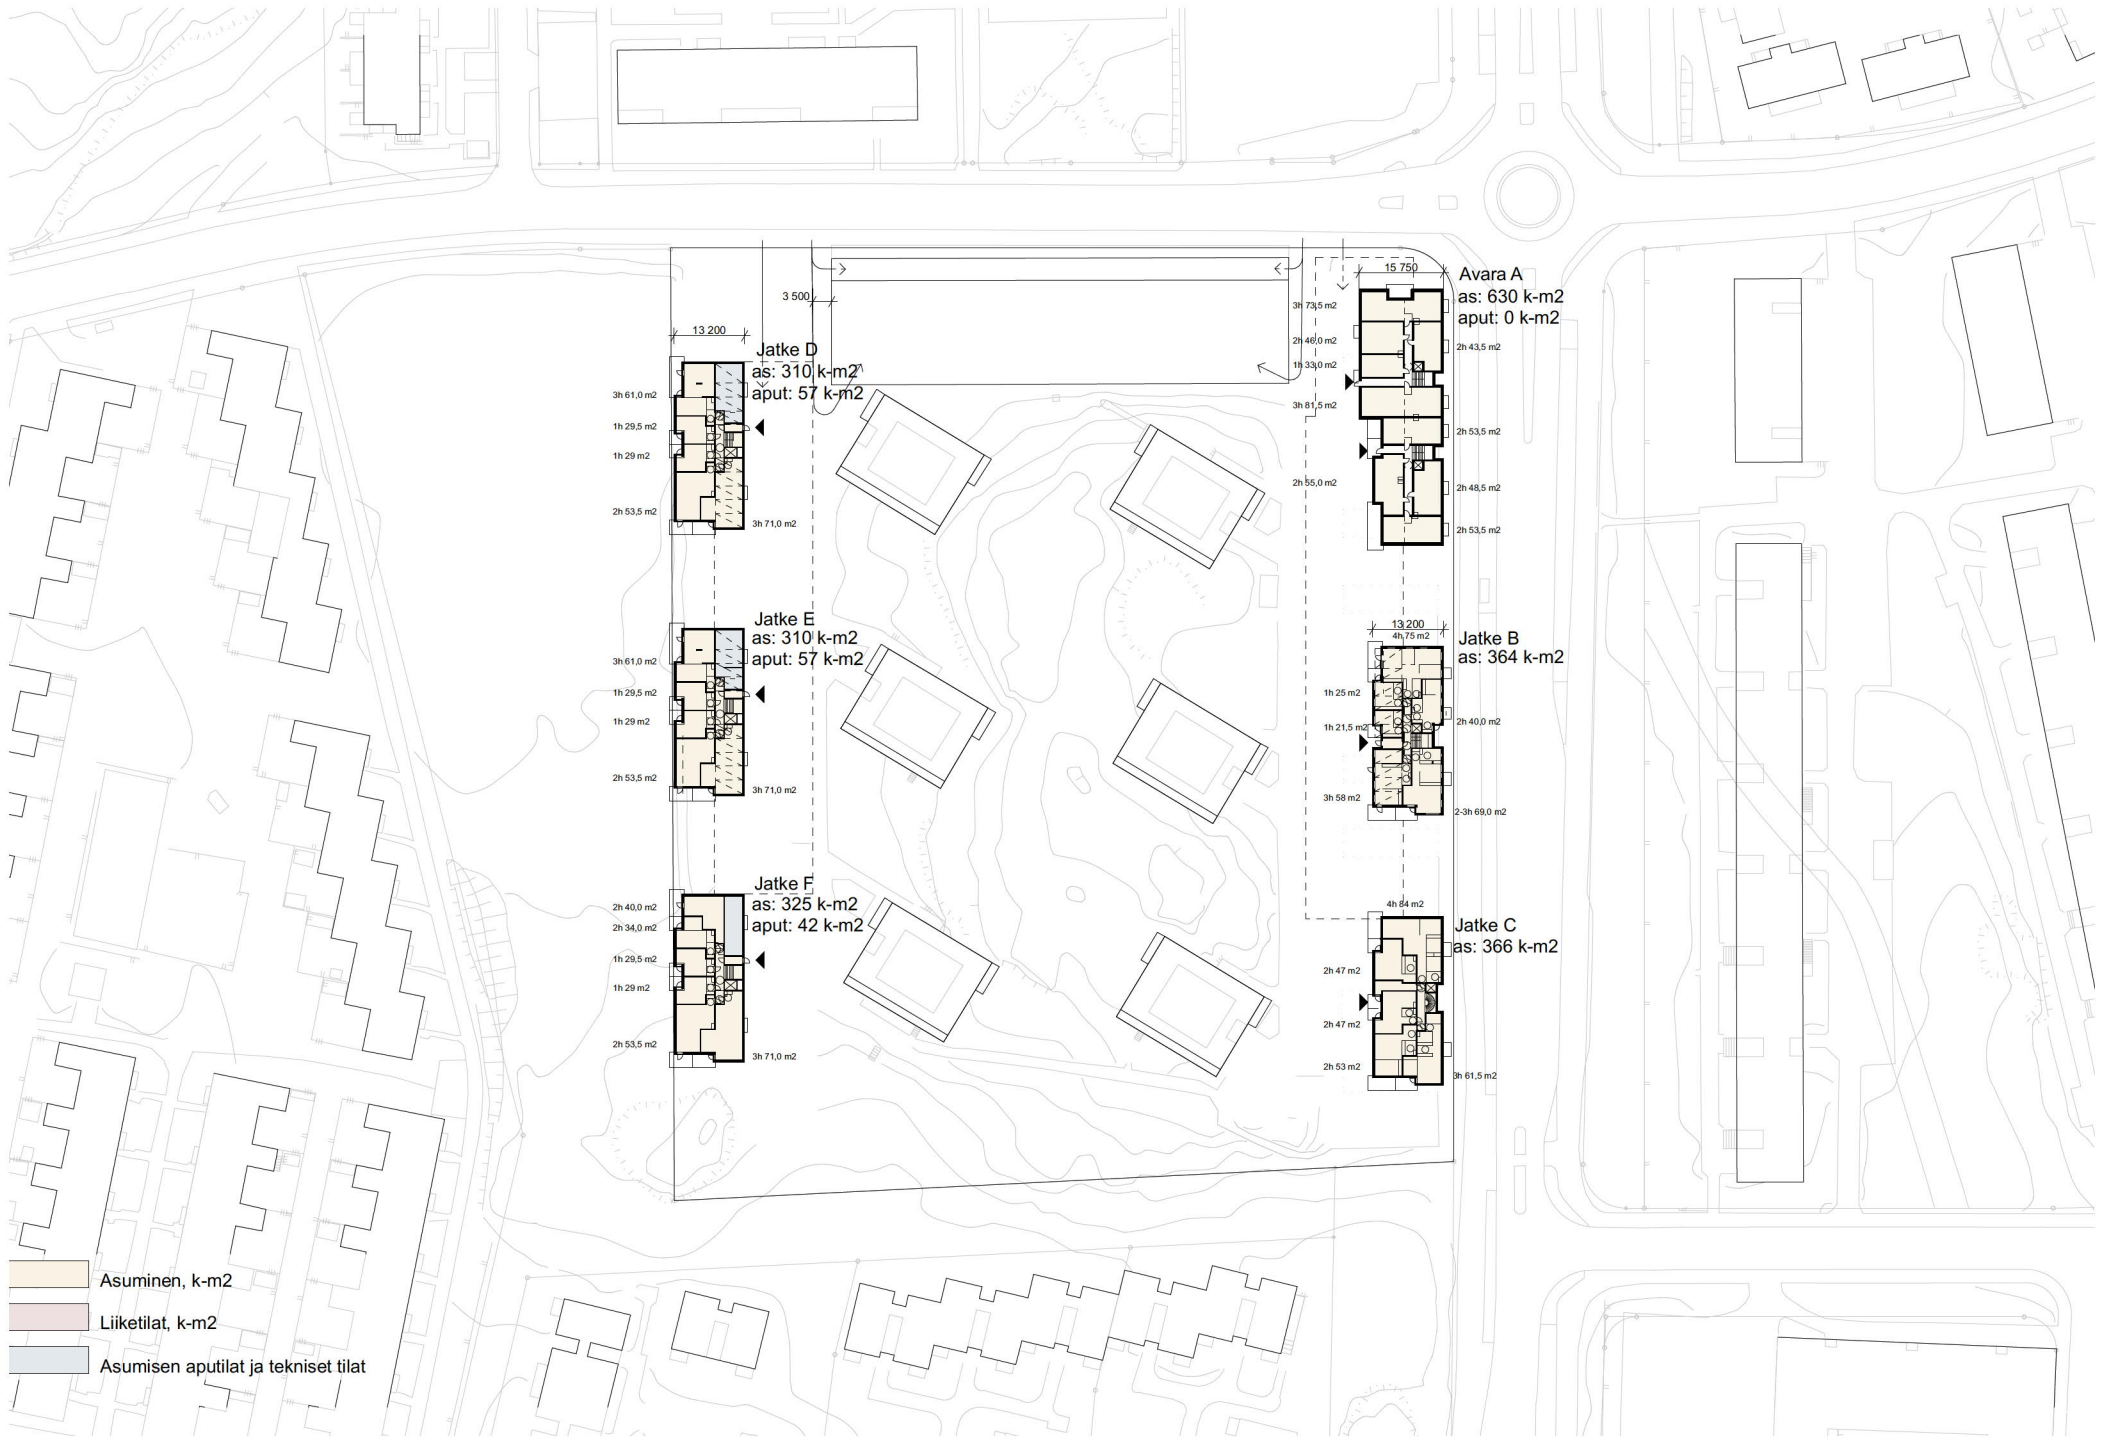 15 750
Avara A
as: 630 k-m2
aput: 0 k-m2
3 500
3h 73,5 m2
2h 46,0 m2
2h 43,5 m2
1h 33,0 m2
3h 81,5 m2
2h 53,5 m2
2h 55,0 m2
2h 48,5 m2
2h 53,5 m2
13 200
Jatke D
as: 310 k-m2
aput: 57 k-m2
3h 61,0 m2
1h 29,5 m2
1h 29 m2
2h 53,5 m2
3h 71,0 m2
Jatke E
as: 310 k-m2
aput: 57 k-m2
3h 61,0 m2
1h 29,5 m2
1h 29 m2
2h 53,5 m2
3h 71,0 m2
13 200
4h 75 m2
Jatke B
as: 364 k-m2
1h 25 m2
1h 21,5 m2
2h 40,0 m2
3h 58 m2
2-3h 69,0 m2
Jatke F
as: 325 k-m2
aput: 42 k-m2
2h 40,0 m2
2h 34,0 m2
1h 29,5 m2
1h 29 m2
2h 53,5 m2
3h 71,0 m2
4h 84 m2
Jatke C
as: 366 k-m2
2h 47 m2
2h 47 m2
2h 53 m2
3h 61,5 m2
Asuminen, k-m2
Liiketilat, k-m2
Asumisen aputilat ja tekniset tilat